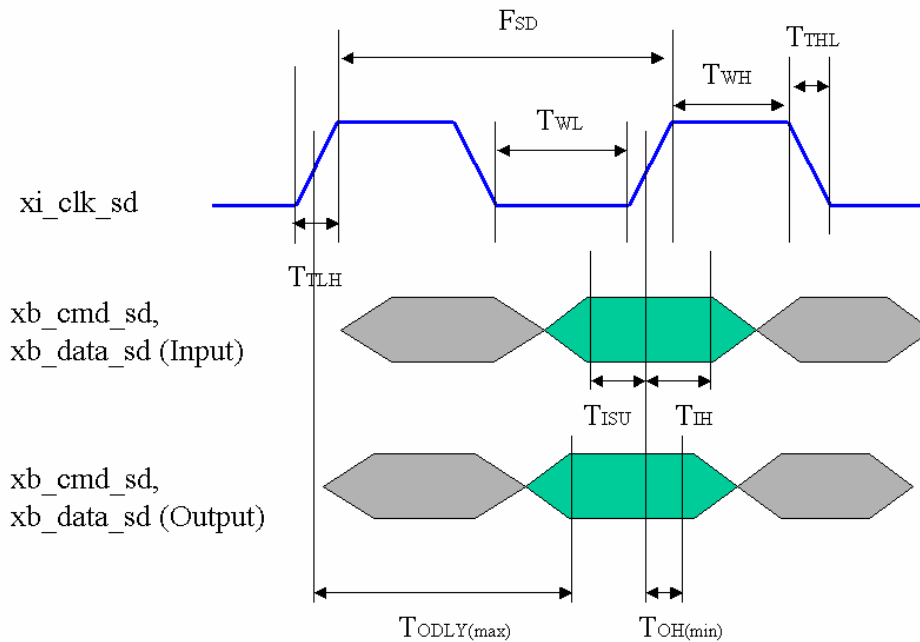 FSD
TTHL
TWH
TWL
xi_clk_sd
TTLH
xb_cmd_sd,
xb_data_sd (Input)
TISU
TIH
xb_cmd_sd,
xb_data_sd (Output)
TODLY(max)
TOH(min)